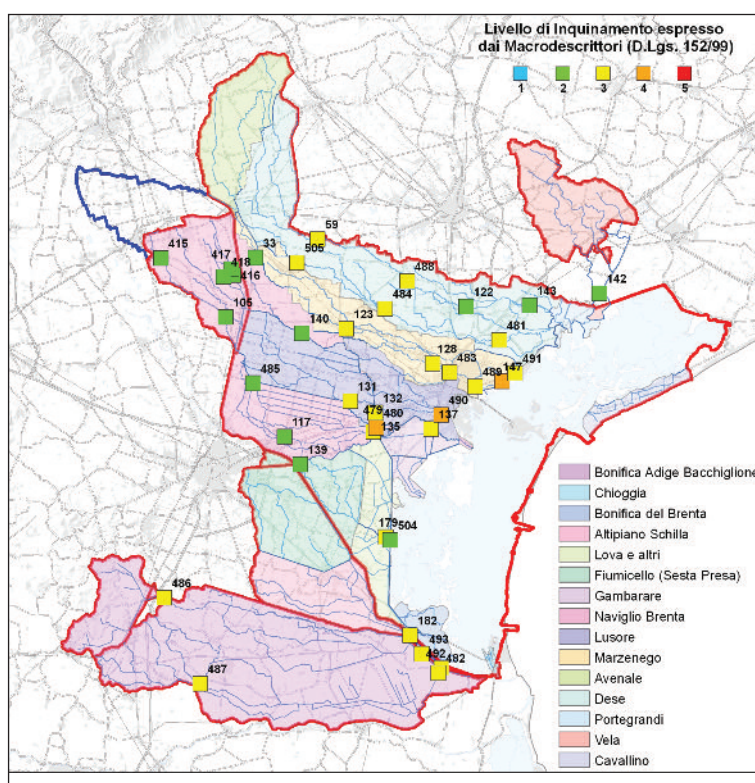 Livello di Inquinamento espresso
dai Macrodescrittori (D.Lgs. 152/99)
1 2 3 4 5
59
415
417
418
416
33
505
488
142
105
484
122
143
140
123
481
128
483
147
491
489
485
131
132
490
479
480
137
117
135
139
179
504
486
182
493
492
482
487
Bonifica Adige Bacchiglione
Chioggia
Bonifica del Brenta
Altipiano Schilla
Lova e altri
Fiumicello (Sesta Presa)
Gambarare
Naviglio Brenta
Lusore
Marzenego
Avenale
Dese
Portegrandi
Vela
Cavallino